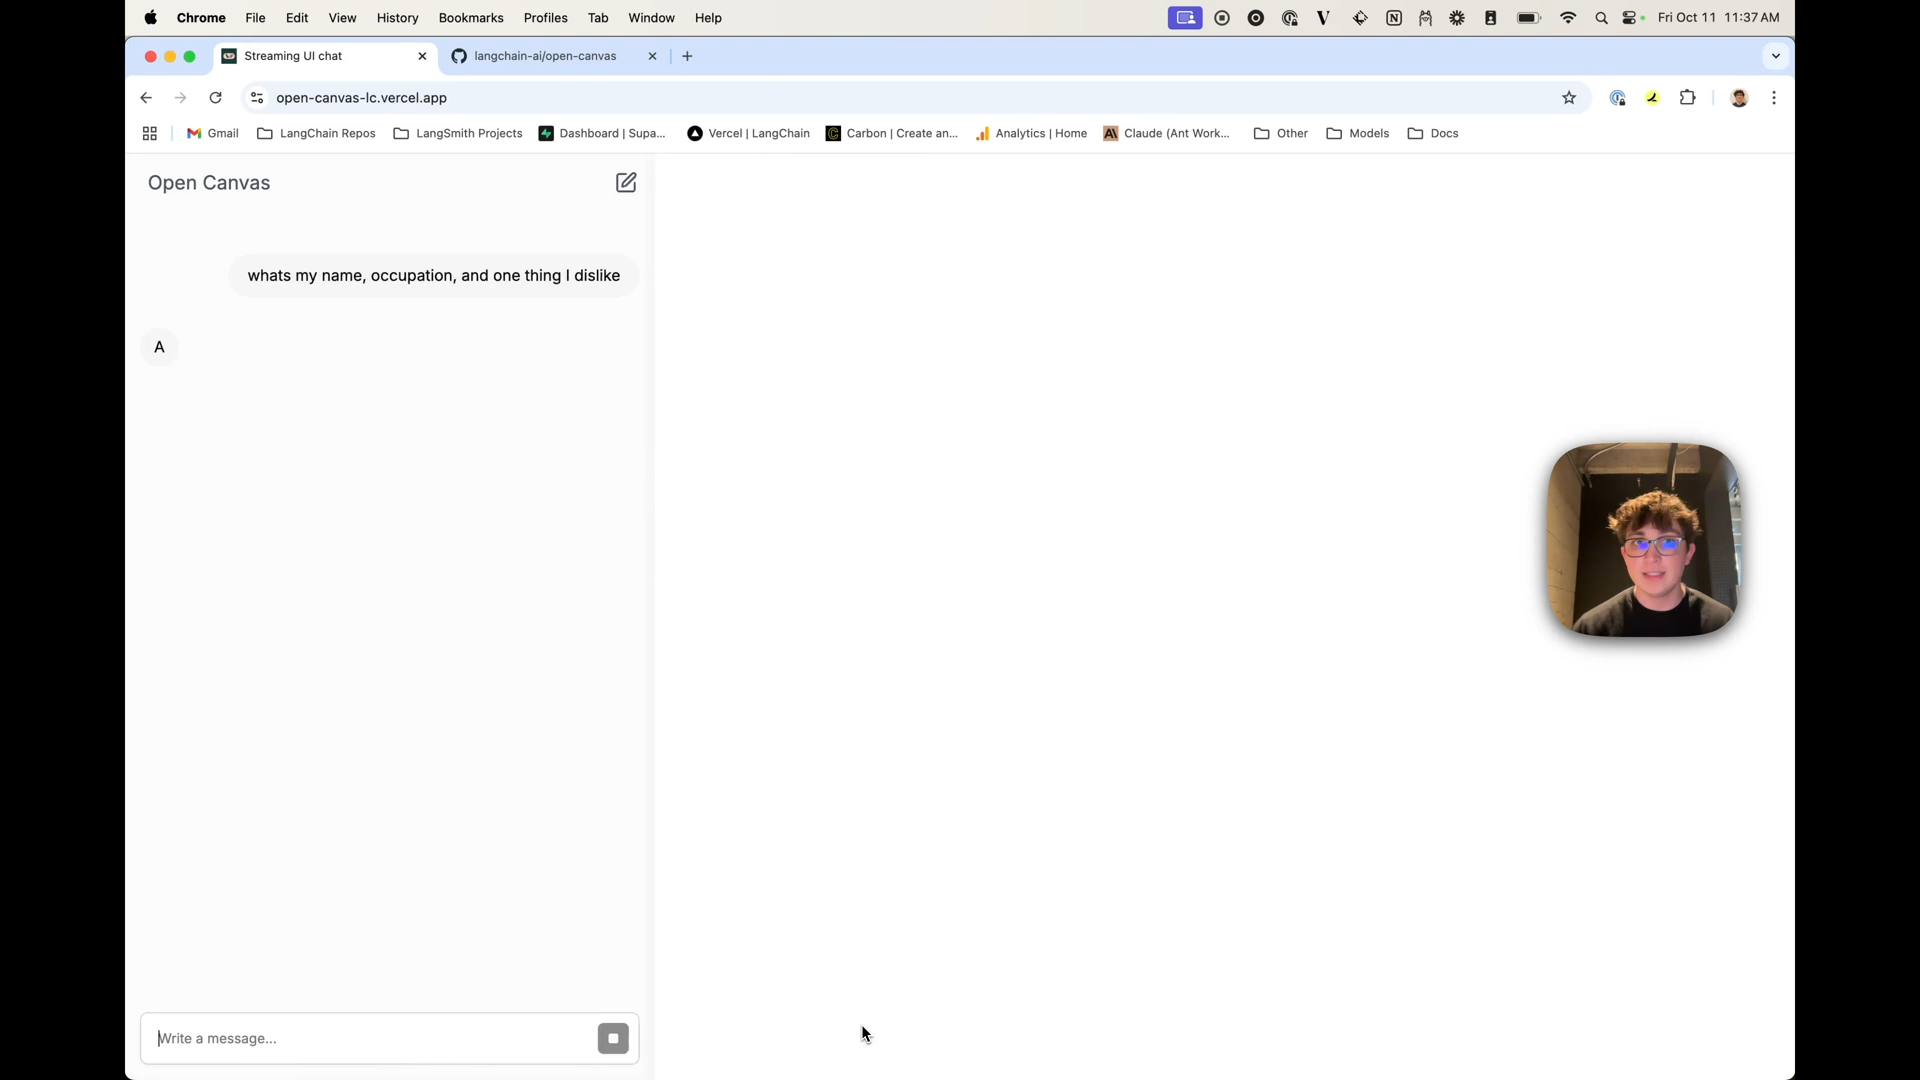 Chrome File Edit View History Bookmarks Profiles Tab Window Help Fri Oct 11 11:37 AM
Streaming UI chat langchain-ai/open-canvas
open-canvas-lc.vercel.app
Gmail LangChain Repos LangSmith Projects Dashboard | Supa... Vercel | LangChain Carbon | Create an... Analytics | Home Claude (Ant Work... Other Models Docs
Open Canvas
whats my name, occupation, and one thing I dislike
A
Write a message...